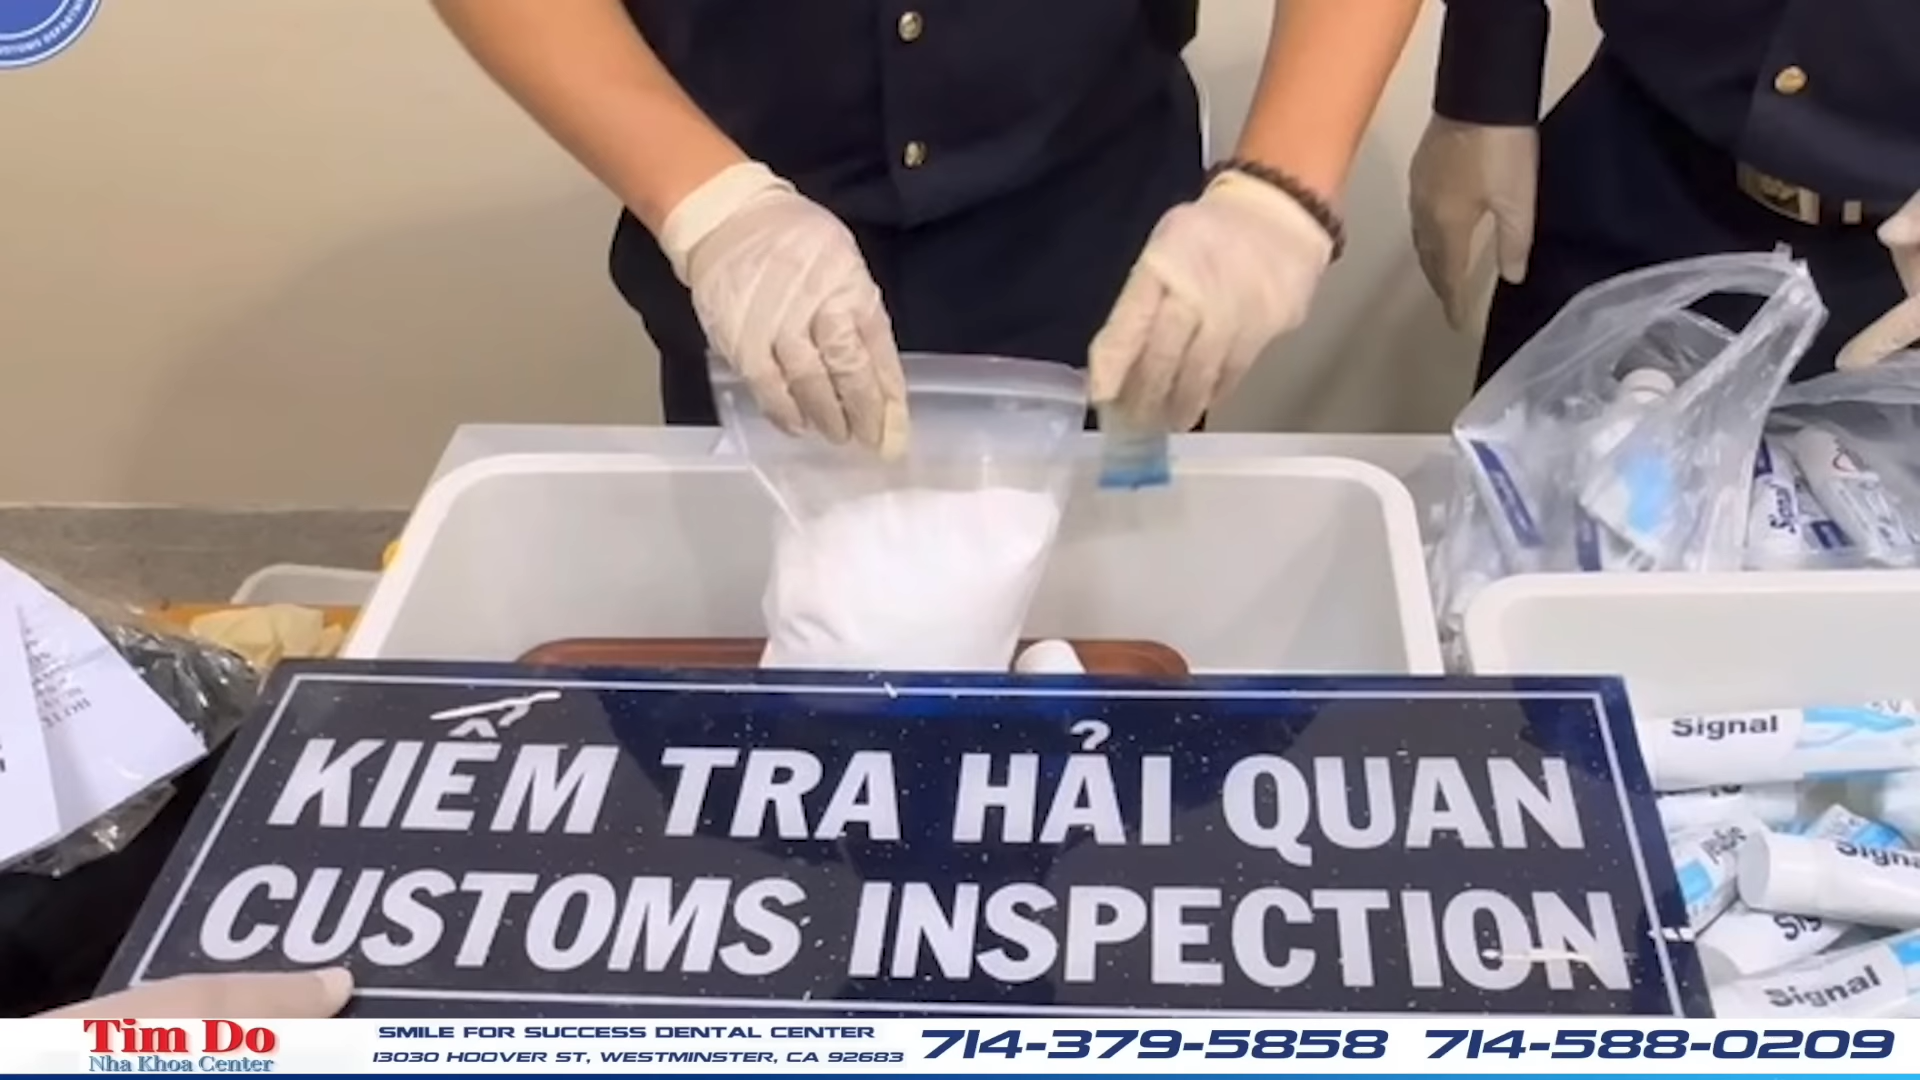 KIỂM TRA HẢI QUAN
CUSTOMS INSPECTION
Signal
Signal
Signal
Signal
Tim Do
Nha Khoa Center
SMILE FOR SUCCESS DENTAL CENTER
13030 HOOVER ST, WESTMINSTER, CA 92683
714-379-5858 714-588-0209